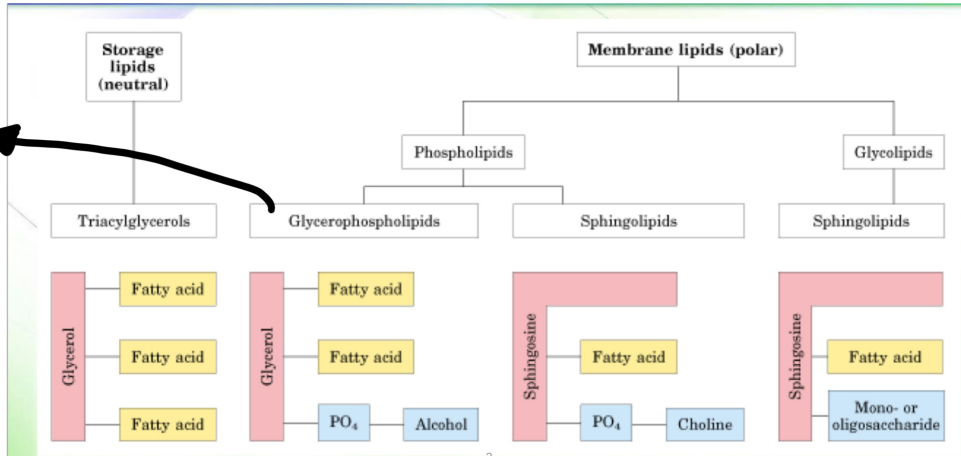 Storage
lipids
(neutral)
Membrane lipids (polar)
Phospholipids
Glycolipids
Triacylglycerols
Glycerophospholipids
Sphingolipids
Sphingolipids
Glycerol
Fatty acid
Fatty acid
Fatty acid
Glycerol
Fatty acid
Fatty acid
PO₄
Alcohol
Sphingosine
Fatty acid
PO₄
Choline
Sphingosine
Fatty acid
Mono- or
oligosaccharide